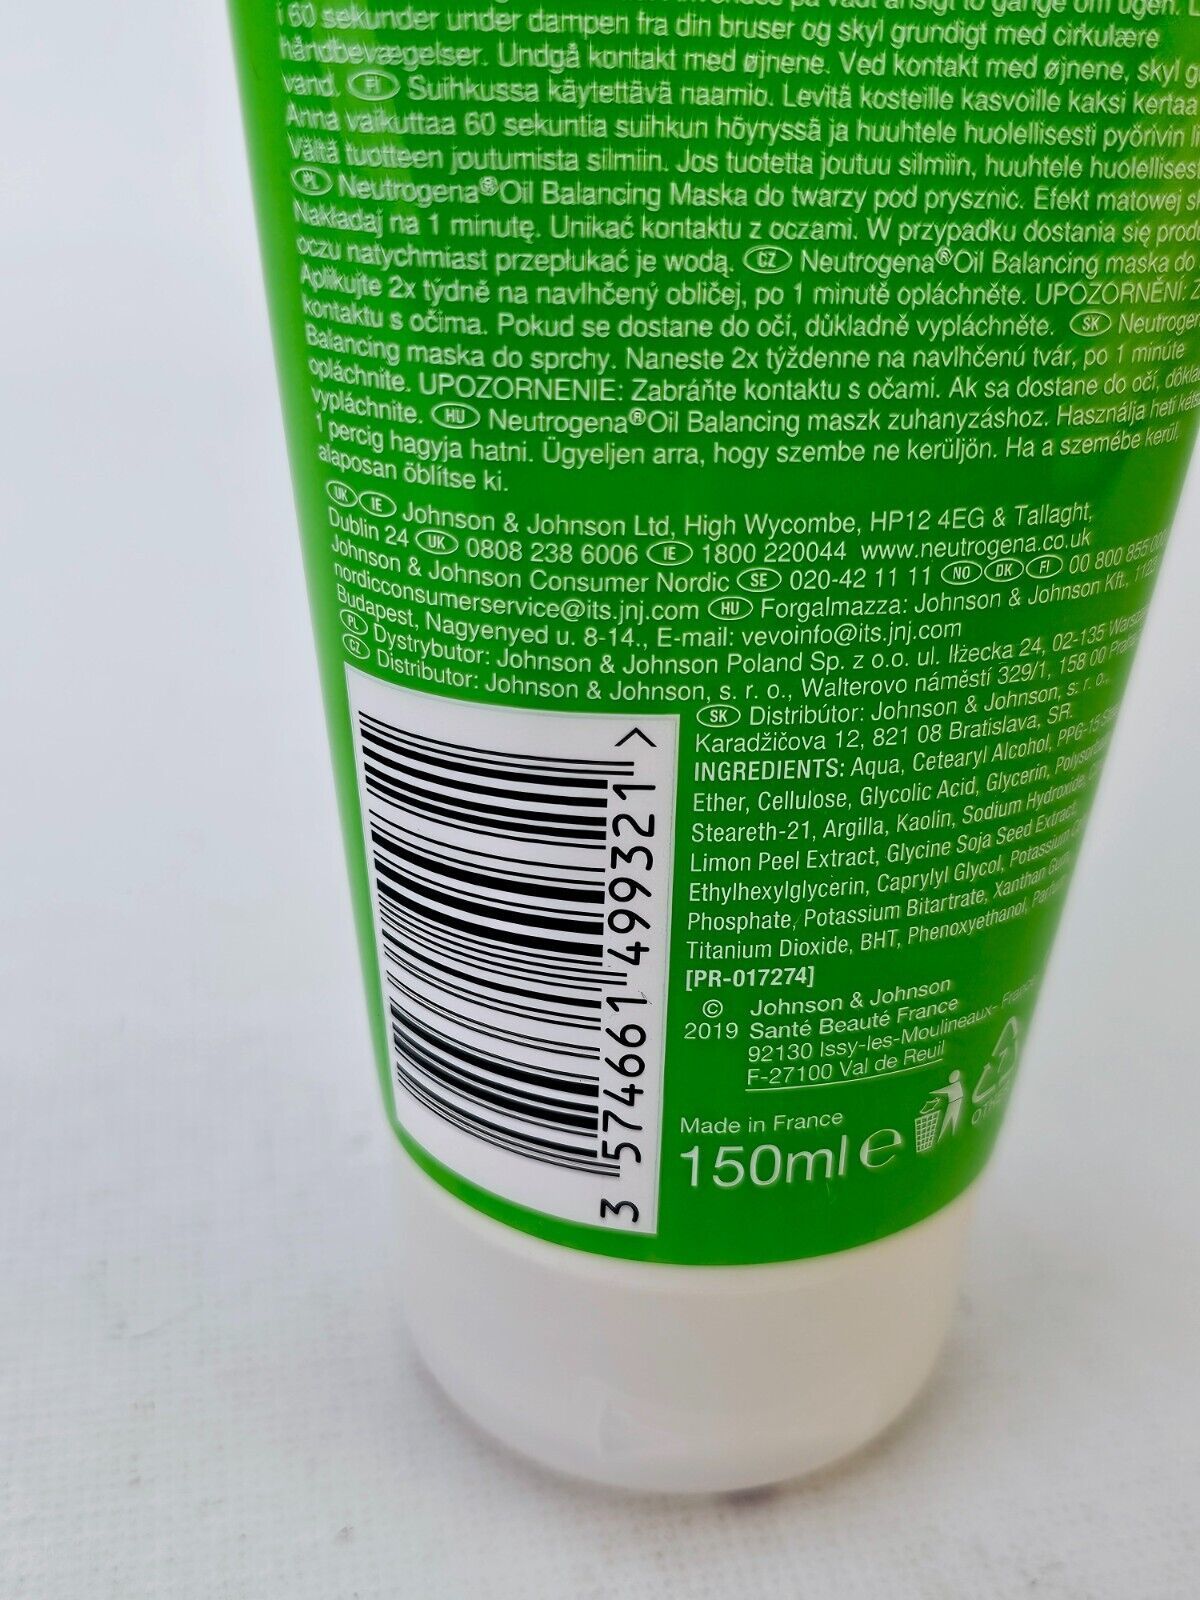 på vådt ansigt to gange om ugen.
i 60 sekunder under dampen fra din bruser og skyl grundigt med cirkulære
håndbevægelser. Undgå kontakt med øjnene. Ved kontakt med øjnene, skyl
vand. FI Suihkussa käytettävä naamio. Levitä kosteille kasvoille kaksi kertaa
Anna vaikuttaa 60 sekuntia suihkun höyryssä ja huuhtele huolellisesti pyörivin
Vältä tuotteen joutumista silmiin. Jos tuotetta joutuu silmiin, huuhtele
PL Neutrogena® Oil Balancing Maska do twarzy pod prysznic. Efekt matowej
Nakładaj na 1 minutę. Unikać kontaktu z oczami. W przypadku dostania się
oczu natychmiast przepłukać je wodą. CZ Neutrogena® Oil Balancing maska do
Aplikujte 2x týdně na navlhčený obličej, po 1 minutě opláchněte. UPOZORNĚNÍ:
kontaktu s očima. Pokud se dostane do očí, důkladně vypláchněte. SK
Balancing maska do sprchy. Naneste 2x týždenne na navlhčenú tvár, po 1 minúte
opláchnite. UPOZORNENIE: Zabráňte kontaktu s očami. Ak sa dostane do očí,
vypláchnite. HU Neutrogena® Oil Balancing maszk zuhanyzáshoz. Használja heti
1 percig hagyja hatni. Ügyeljen arra, hogy szembe ne kerüljön. Ha a szemébe kerül,
alaposan öblítse ki.
UK IE Johnson & Johnson Ltd, High Wycombe, HP12 4EG & Tallaght,
Dublin 24 UK 0808 238 6006 IE 1800 220044 www.neutrogena.co.uk
Johnson & Johnson Consumer Nordic SE 020-42 11 11 NO DK FI 00 800 855
nordicconsumerservice@its.jnj.com HU Forgalmazza: Johnson & Johnson Kft.,
Budapest, Nagyenyed u. 8-14., E-mail: vevoinfo@its.jnj.com
PL Dystrybutor: Johnson & Johnson Poland Sp. z o.o. ul. Iłżecka 24, 02-135
CZ Distributor: Johnson & Johnson, s. r. o., Walterovo náměstí 329/1, 158 00
SK Distribútor: Johnson & Johnson, s. r. o.,
Karadžičova 12, 821 08 Bratislava, SR.
INGREDIENTS: Aqua, Cetearyl Alcohol, PPG-15
Ether, Cellulose, Glycolic Acid, Glycerin,
Steareth-21, Argilla, Kaolin, Sodium Hydroxide,
Limon Peel Extract, Glycine Soja Seed Extract,
Ethylhexylglycerin, Caprylyl Glycol, Potassium
Phosphate, Potassium Bitartrate, Xanthan Gum,
Titanium Dioxide, BHT, Phenoxyethanol,
[PR-017274]
© Johnson & Johnson
2019 Santé Beauté France
92130 Issy-les-Moulineaux- France
F-27100 Val de Reuil
Made in France
150ml e
3 574661 499321 >